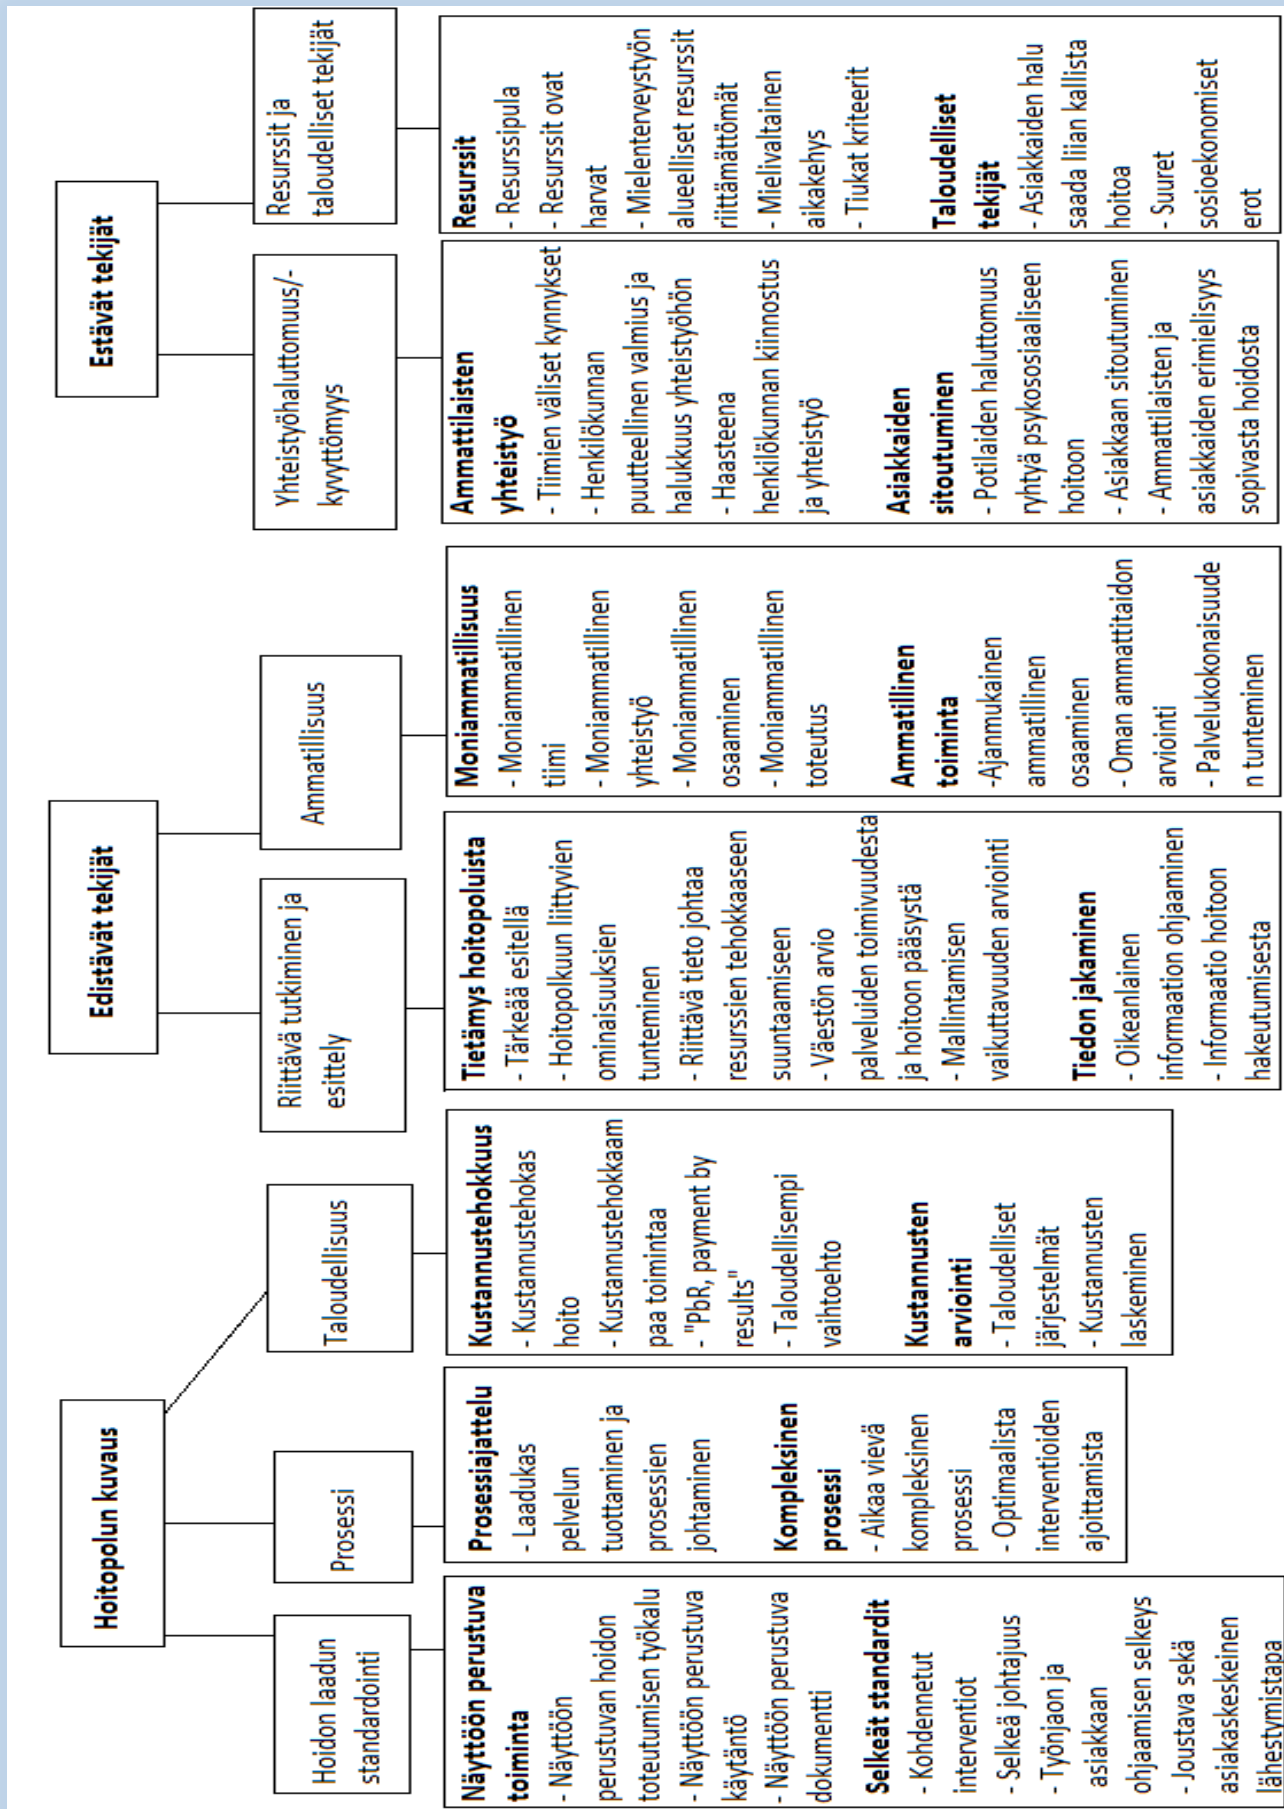 Hoitopolun kuvaus
Hoidon laadun
standardointi
Näyttöön perustuva
toiminta
- Näyttöön
perustuvan hoidon
toteutumisen työkalu
- Näyttöön perustuva
käytäntö
- Näyttöön perustuva
dokumentti
Selkeät standardit
- Kohdennetut
interventiot
- Selkeä johtajuus
- Työnjaon ja
asiakkaan
ohjaamisen selkeys
- Joustava sekä
asiakaskeskeinen
lähestymistapa
Prosessi
Prosessiajattelu
- Laadukas
pelvelun
tuottaminen ja
prosessien
johtaminen
Kompleksinen
prosessi
- Aikaa vievä
kompleksinen
prosessi
- Optimaalista
interventioiden
ajoittamista
Taloudellisuus
Kustannustehokkuus
- Kustannustehokas
hoito
- Kustannustehokkaam
paa toimintaa
- "PbR, payment by
results"
- Taloudellisempi
vaihtoehto
Kustannusten
arviointi
- Taloudelliset
järjestelmät
- Kustannusten
laskeminen
Edistävät tekijät
Riittävä tutkiminen ja
esittely
Tietämys hoitopoluista
- Tärkeää esitellä
- Hoitopolkuun liittyvien
ominaisuuksien
tunteminen
- Riittävä tieto johtaa
resurssien tehokkaaseen
suuntaamiseen
- Väestön arvio
palveluiden toimivuudesta
ja hoitoon pääsystä
- Mallintamisen
vaikuttavuuden arviointi
Tiedon jakaminen
- Oikeanlainen
information ohjaaminen
- Informaatio hoitoon
hakeutumisesta
Ammatillisuus
Moniammatillisuus
- Moniammatillinen
tiimi
- Moniammatillinen
yhteistyö
- Moniammatillinen
osaaminen
- Moniammatillinen
toteutus
Ammatillinen
toiminta
-Ajanmukainen
ammatillinen
osaaminen
- Oman ammattitaidon
arviointi
- Palvelukokonaisuude
n tunteminen
Estävät tekijät
Yhteistyöhaluttomuus/-
kyvyttömyys
Ammattilaisten
yhteistyö
- Tiimien väliset kynnykset
- Henkilökunnan
puutteellinen valmius ja
halukkuus yhteistyöhön
- Haasteena
henkilökunnan kiinnostus
ja yhteistyö
Asiakkaiden
sitoutuminen
- Potilaiden haluttomuus
ryhtyä psykososiaaliseen
hoitoon
- Asiakkaan sitoutuminen
- Ammattilaisten ja
asiakkaiden erimielisyys
sopivasta hoidosta
Resurssit ja
taloudelliset tekijät
Resurssit
- Resurssipula
- Resurssit ovat
harvat
- Mielenterveystyön
alueelliset resurssit
riittämättömät
- Mielivaltainen
aikakehys
- Tiukat kriteerit
Taloudelliset
tekijät
- Asiakkaiden halu
saada liian kallista
hoitoa
- Suuret
sosioekonomiset
erot